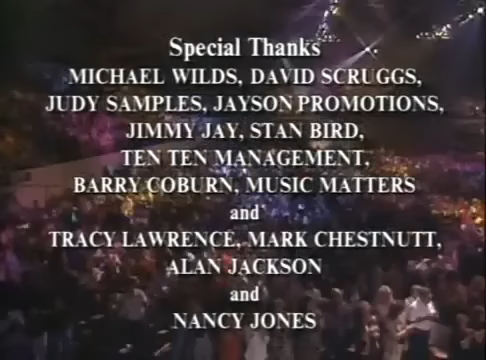 Special Thanks
MICHAEL WILDS, DAVID SCRUGGS,
JUDY SAMPLES, JAYSON PROMOTIONS,
JIMMY JAY, STAN BIRD,
TEN TEN MANAGEMENT,
BARRY COBURN, MUSIC MATTERS
and
TRACY LAWRENCE, MARK CHESTNUTT,
ALAN JACKSON
and
NANCY JONES